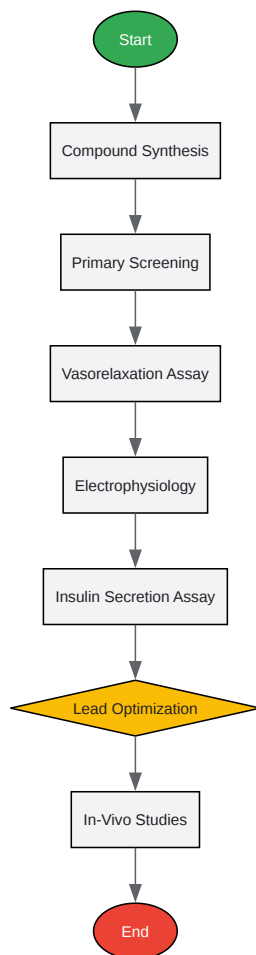 Start
Compound Synthesis
Primary Screening
Vasorelaxation Assay
Electrophysiology
Insulin Secretion Assay
Lead Optimization
In-Vivo Studies
End